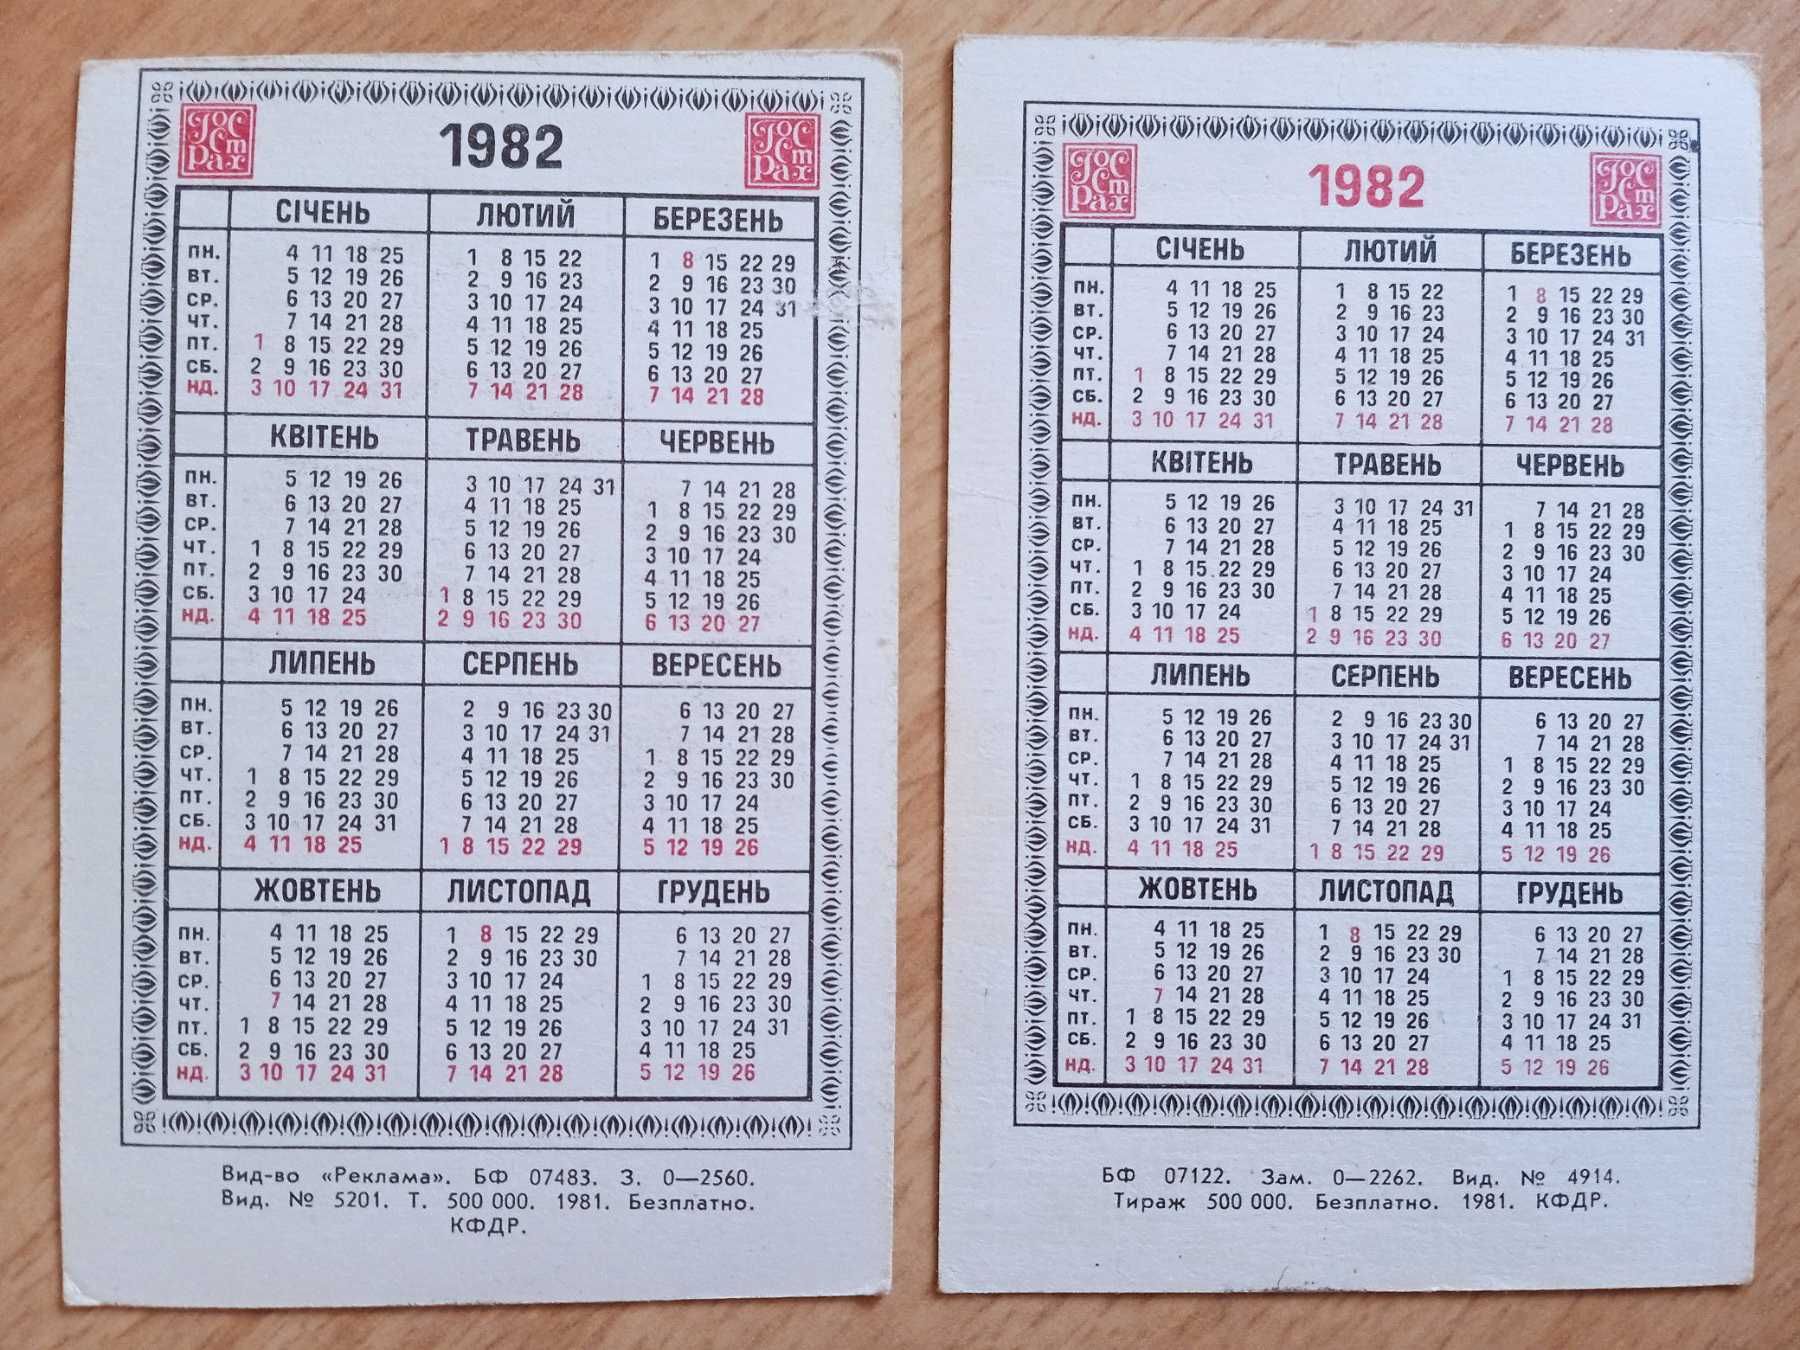 Гос
Ст
рах
1982
Гос
Ст
рах
СІЧЕНЬ ЛЮТИЙ БЕРЕЗЕНЬ
ПН. 4 11 18 25 1 8 15 22 1 8 15 22 29
ВТ. 5 12 19 26 2 9 16 23 2 9 16 23 30
СР. 6 13 20 27 3 10 17 24 3 10 17 24 31
ЧТ. 7 14 21 28 4 11 18 25 4 11 18 25
ПТ. 1 8 15 22 29 5 12 19 26 5 12 19 26
СБ. 2 9 16 23 30 6 13 20 27 6 13 20 27
НД. 3 10 17 24 31 7 14 21 28 7 14 21 28
КВІТЕНЬ ТРАВЕНЬ ЧЕРВЕНЬ
ПН. 5 12 19 26 3 10 17 24 31 7 14 21 28
ВТ. 6 13 20 27 4 11 18 25 1 8 15 22 29
СР. 7 14 21 28 5 12 19 26 2 9 16 23 30
ЧТ. 1 8 15 22 29 6 13 20 27 3 10 17 24
ПТ. 2 9 16 23 30 7 14 21 28 4 11 18 25
СБ. 3 10 17 24 1 8 15 22 29 5 12 19 26
НД. 4 11 18 25 2 9 16 23 30 6 13 20 27
ЛИПЕНЬ СЕРПЕНЬ ВЕРЕСЕНЬ
ПН. 5 12 19 26 2 9 16 23 30 6 13 20 27
ВТ. 6 13 20 27 3 10 17 24 31 7 14 21 28
СР. 7 14 21 28 4 11 18 25 1 8 15 22 29
ЧТ. 1 8 15 22 29 5 12 19 26 2 9 16 23 30
ПТ. 2 9 16 23 30 6 13 20 27 3 10 17 24
СБ. 3 10 17 24 31 7 14 21 28 4 11 18 25
НД. 4 11 18 25 1 8 15 22 29 5 12 19 26
ЖОВТЕНЬ ЛИСТОПАД ГРУДЕНЬ
ПН. 4 11 18 25 1 8 15 22 29 6 13 20 27
ВТ. 5 12 19 26 2 9 16 23 30 7 14 21 28
СР. 6 13 20 27 3 10 17 24 1 8 15 22 29
ЧТ. 7 14 21 28 4 11 18 25 2 9 16 23 30
ПТ. 1 8 15 22 29 5 12 19 26 3 10 17 24 31
СБ. 2 9 16 23 30 6 13 20 27 4 11 18 25
НД. 3 10 17 24 31 7 14 21 28 5 12 19 26
Вид-во «Реклама». БФ 07483. З. 0—2560.
Вид. № 5201. Т. 500 000. 1981. Безплатно.
КФДР.
Гос
Ст
рах
1982
Гос
Ст
рах
СІЧЕНЬ ЛЮТИЙ БЕРЕЗЕНЬ
ПН. 4 11 18 25 1 8 15 22 1 8 15 22 29
ВТ. 5 12 19 26 2 9 16 23 2 9 16 23 30
СР. 6 13 20 27 3 10 17 24 3 10 17 24 31
ЧТ. 7 14 21 28 4 11 18 25 4 11 18 25
ПТ. 1 8 15 22 29 5 12 19 26 5 12 19 26
СБ. 2 9 16 23 30 6 13 20 27 6 13 20 27
НД. 3 10 17 24 31 7 14 21 28 7 14 21 28
КВІТЕНЬ ТРАВЕНЬ ЧЕРВЕНЬ
ПН. 5 12 19 26 3 10 17 24 31 7 14 21 28
ВТ. 6 13 20 27 4 11 18 25 1 8 15 22 29
СР. 7 14 21 28 5 12 19 26 2 9 16 23 30
ЧТ. 1 8 15 22 29 6 13 20 27 3 10 17 24
ПТ. 2 9 16 23 30 7 14 21 28 4 11 18 25
СБ. 3 10 17 24 1 8 15 22 29 5 12 19 26
НД. 4 11 18 25 2 9 16 23 30 6 13 20 27
ЛИПЕНЬ СЕРПЕНЬ ВЕРЕСЕНЬ
ПН. 5 12 19 26 2 9 16 23 30 6 13 20 27
ВТ. 6 13 20 27 3 10 17 24 31 7 14 21 28
СР. 7 14 21 28 4 11 18 25 1 8 15 22 29
ЧТ. 1 8 15 22 29 5 12 19 26 2 9 16 23 30
ПТ. 2 9 16 23 30 6 13 20 27 3 10 17 24
СБ. 3 10 17 24 31 7 14 21 28 4 11 18 25
НД. 4 11 18 25 1 8 15 22 29 5 12 19 26
ЖОВТЕНЬ ЛИСТОПАД ГРУДЕНЬ
ПН. 4 11 18 25 1 8 15 22 29 6 13 20 27
ВТ. 5 12 19 26 2 9 16 23 30 7 14 21 28
СР. 6 13 20 27 3 10 17 24 1 8 15 22 29
ЧТ. 7 14 21 28 4 11 18 25 2 9 16 23 30
ПТ. 1 8 15 22 29 5 12 19 26 3 10 17 24 31
СБ. 2 9 16 23 30 6 13 20 27 4 11 18 25
НД. 3 10 17 24 31 7 14 21 28 5 12 19 26
БФ 07122. Зам. 0—2262. Вид. № 4914.
Тираж 500 000. Безплатно. 1981. КФДР.